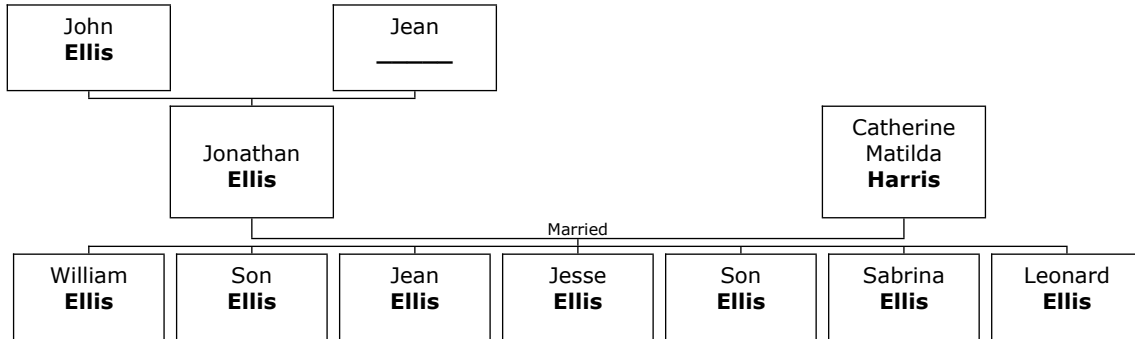 John
Ellis
Jean
______
Jonathan
Ellis
Catherine
Matilda
Harris
Married
William
Ellis
Son
Ellis
Jean
Ellis
Jesse
Ellis
Son
Ellis
Sabrina
Ellis
Leonard
Ellis